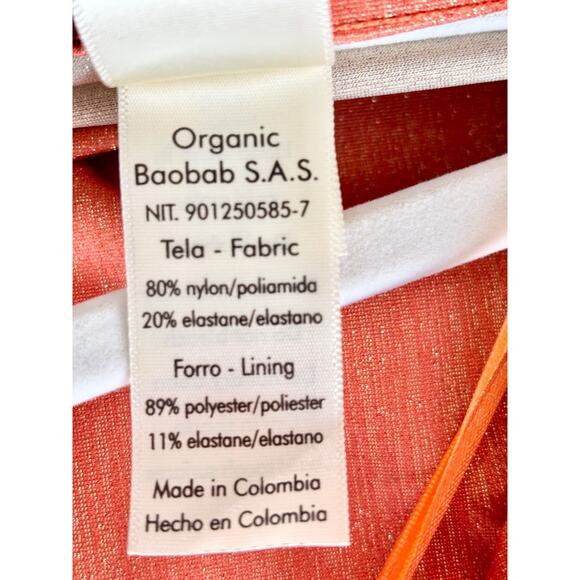 Organic
Baobab S.A.S.
NIT. 901250585-7
Tela - Fabric
80% nylon/poliamida
20% elastane/elastano
Forro - Lining
89% polyester/poliester
11% elastane/elastano
Made in Colombia
Hecho en Colombia